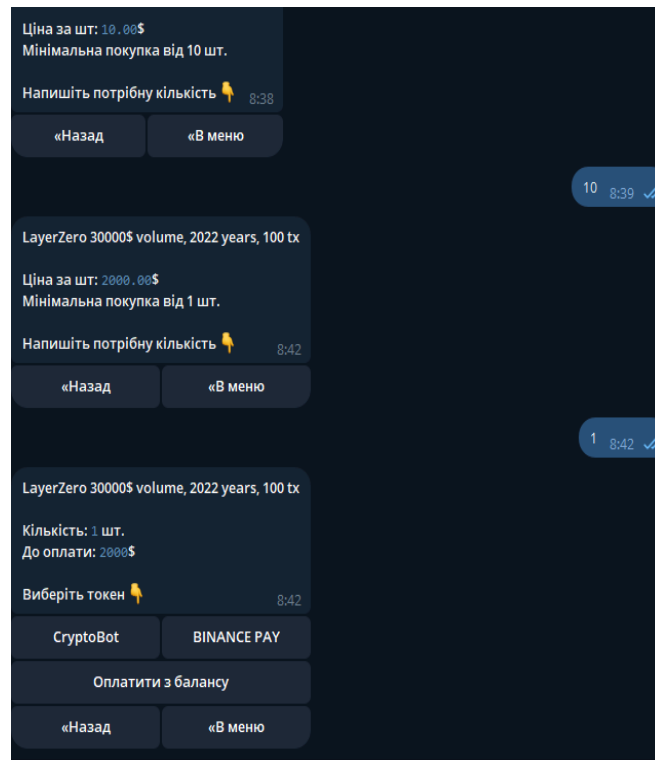 Ціна за шт: 10.00$
Мінімальна покупка від 10 шт.
Напишіть потрібну кількість 👇 8:38
«Назад «В меню
10 8:39
LayerZero 30000$ volume, 2022 years, 100 tx
Ціна за шт: 2000.00$
Мінімальна покупка від 1 шт.
Напишіть потрібну кількість 👇 8:42
«Назад «В меню
1 8:42
LayerZero 30000$ volume, 2022 years, 100 tx
Кількість: 1 шт.
До оплати: 2000$
Виберіть токен 👇 8:42
CryptoBot BINANCE PAY
Оплатити з балансу
«Назад «В меню